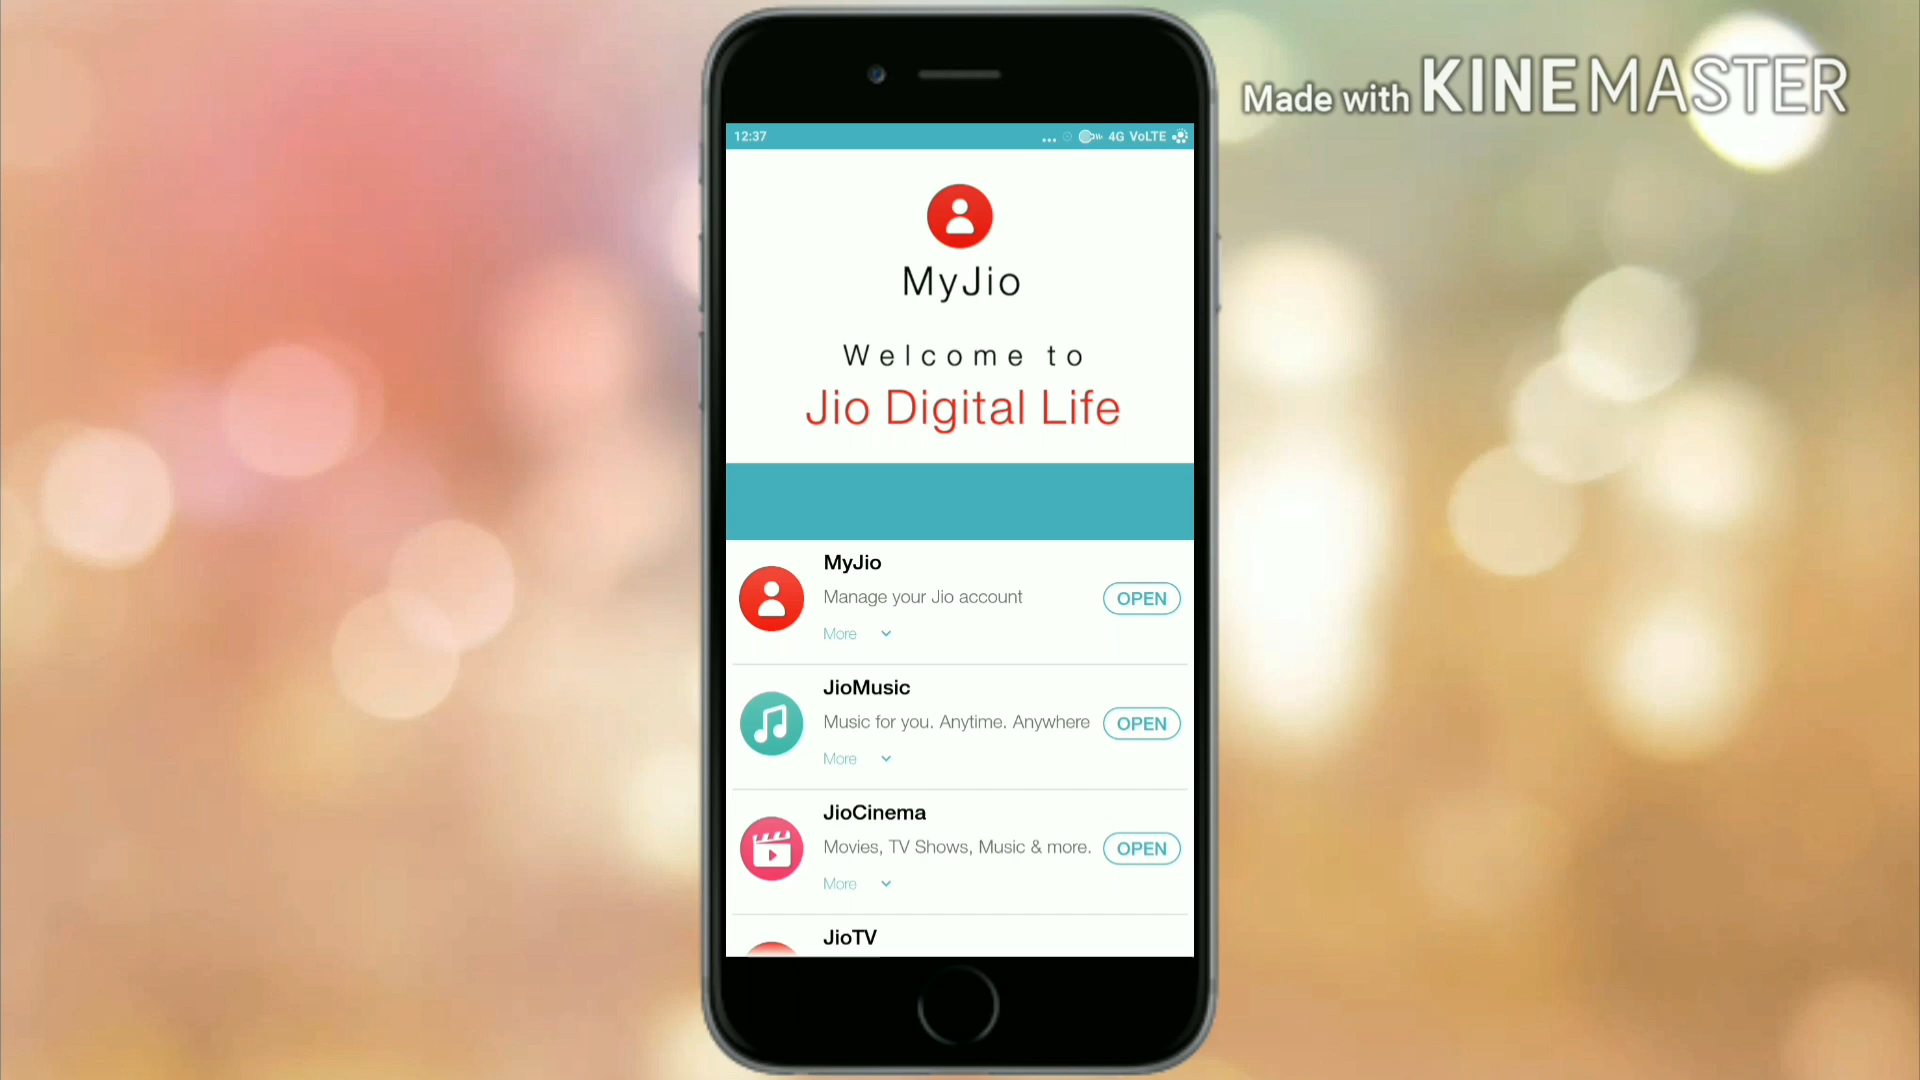 Made with KINEMASTER
12:37
4G VoLTE
MyJio
Welcome to
Jio Digital Life
MyJio
Manage your Jio account
OPEN
More
JioMusic
Music for you. Anytime. Anywhere
OPEN
More
JioCinema
Movies, TV Shows, Music & more.
OPEN
More
JioTV